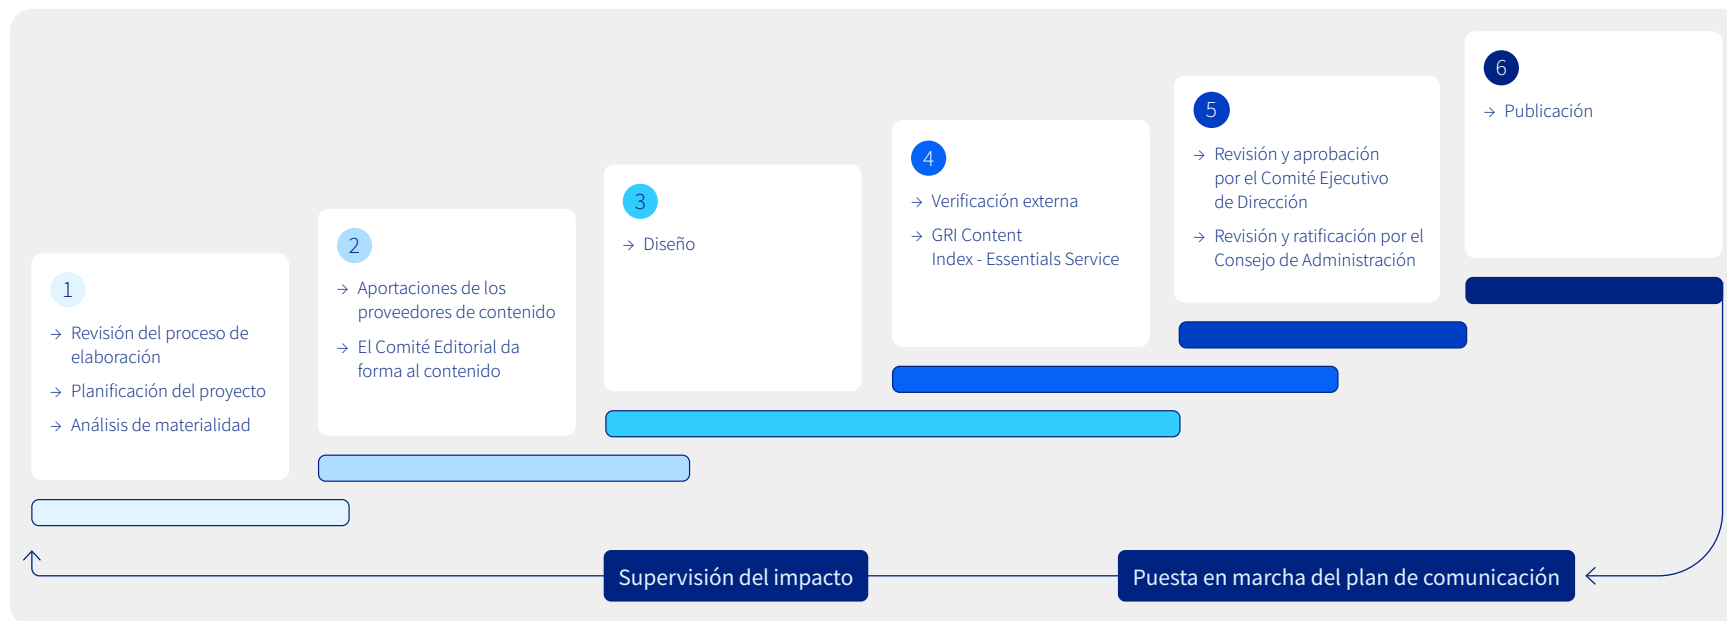 1
→ Revisión del proceso de
elaboración
→ Planificación del proyecto
→ Análisis de materialidad
2
→ Aportaciones de los
proveedores de contenido
→ El Comité Editorial da
forma al contenido
3
→ Diseño
4
→ Verificación externa
→ GRI Content
Index - Essentials Service
5
→ Revisión y aprobación
por el Comité Ejecutivo
de Dirección
→ Revisión y ratificación por el
Consejo de Administración
6
→ Publicación
Supervisión del impacto
Puesta en marcha del plan de comunicación